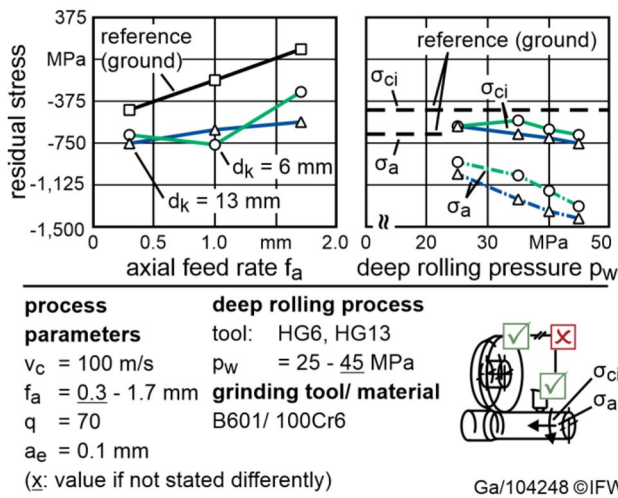 375
MPa
-375
-750
-1,125
-1,500
residual stress
reference
(ground)
d_k = 6 mm
d_k = 13 mm
0
0.5
1.0
mm
2.0
axial feed rate f_a
reference (ground)
σ_ci
σ_ci
σ_a
σ_a
0
20
30
MPa
50
deep rolling pressure p_w
process
parameters
v_c = 100 m/s
f_a = 0.3 - 1.7 mm
q = 70
a_e = 0.1 mm
(x: value if not stated differently)
deep rolling process
tool: HG6, HG13
p_w = 25 - 45 MPa
grinding tool/ material
B601/ 100Cr6
σ_ci
σ_a
Ga/104248 ©IFW